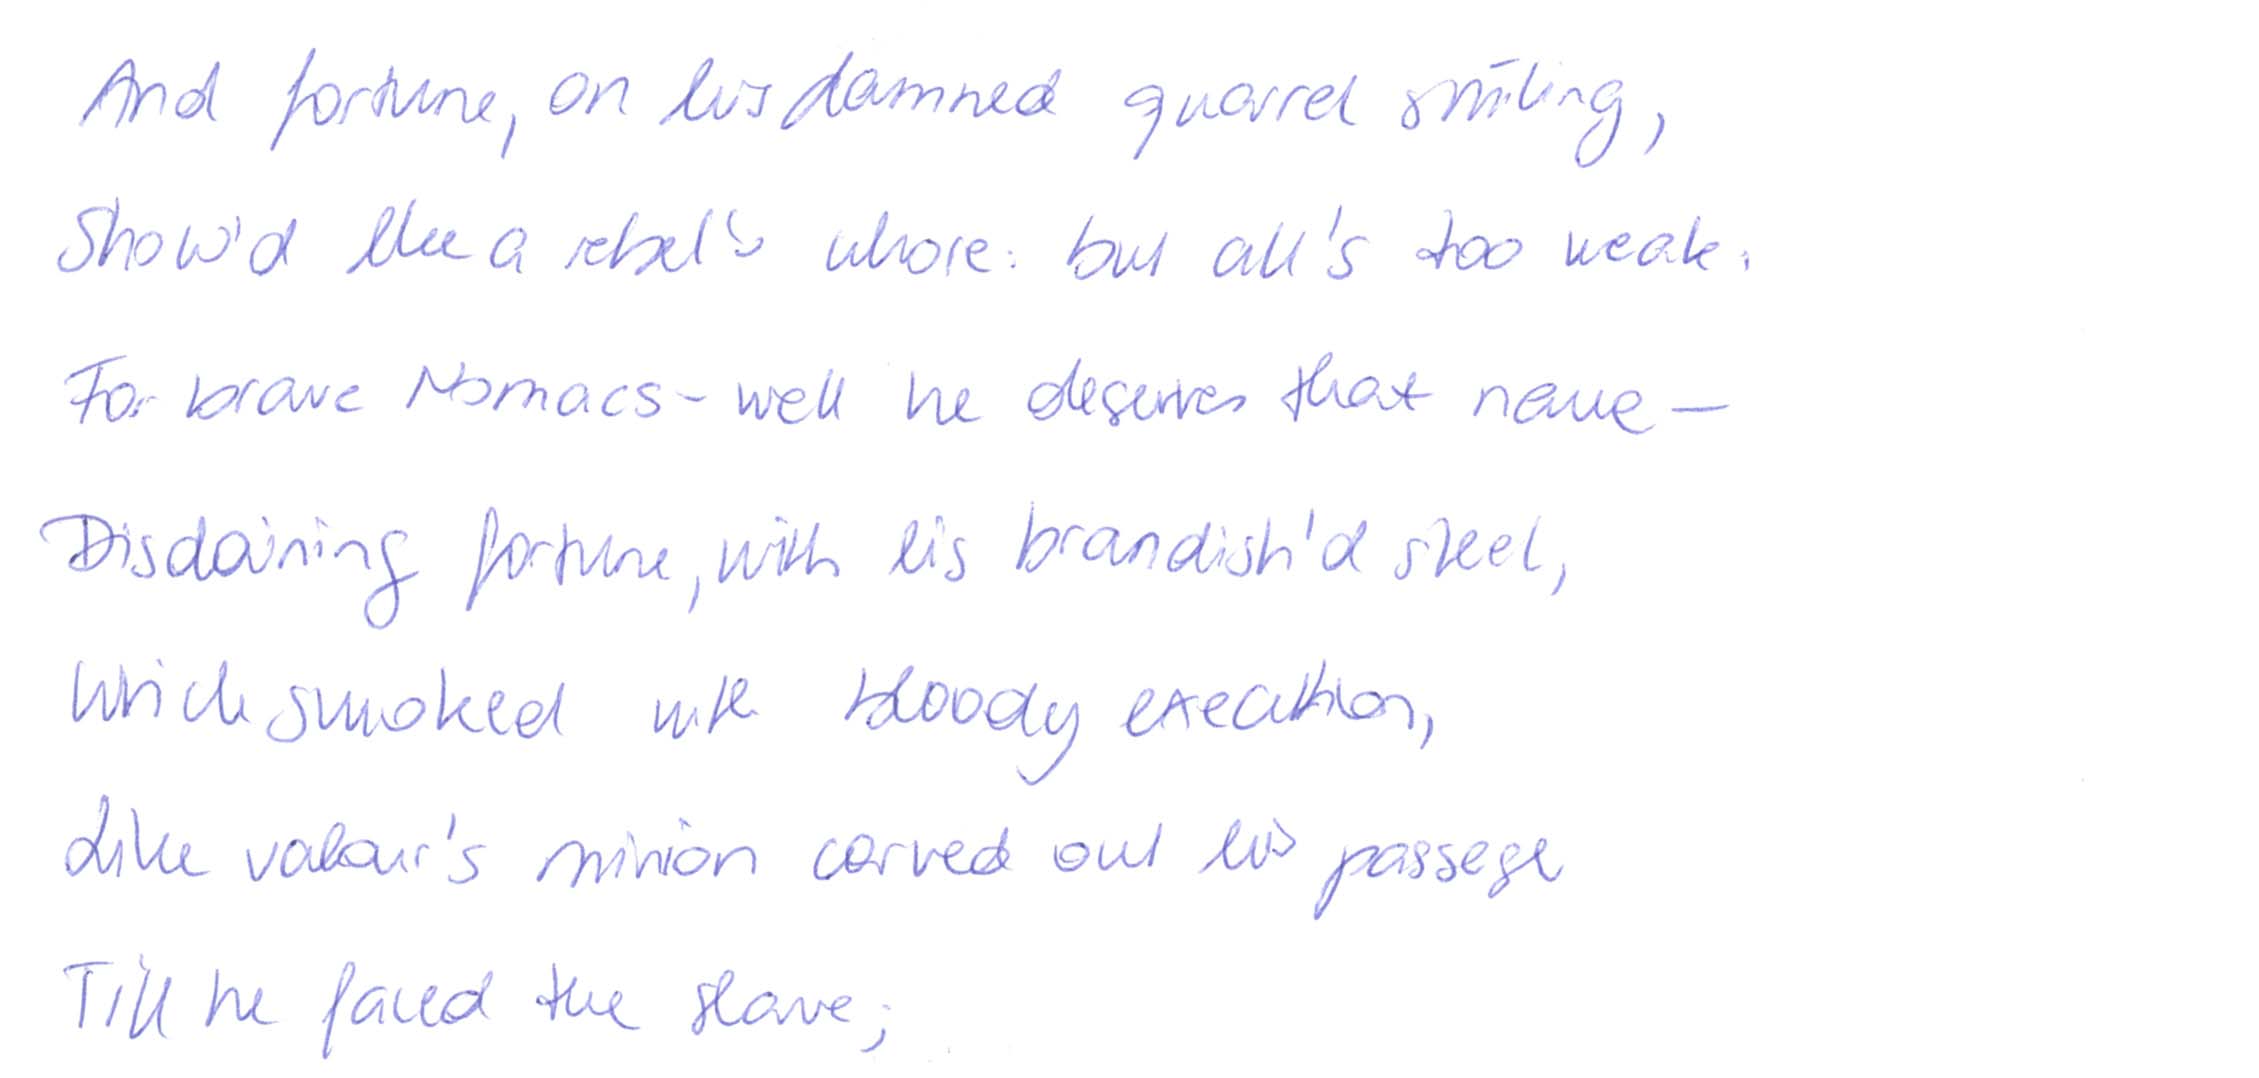 And fortune, on his damned quarrel smiling,
Show'd like a rebel's whore: but all's too weak:
For brave Nomacs - well he deserves that name —
Disdaining fortune, with his brandish'd steel,
Which smoked with bloody execution,
Like valour's minion carved out his passage
Till he faced the slave;